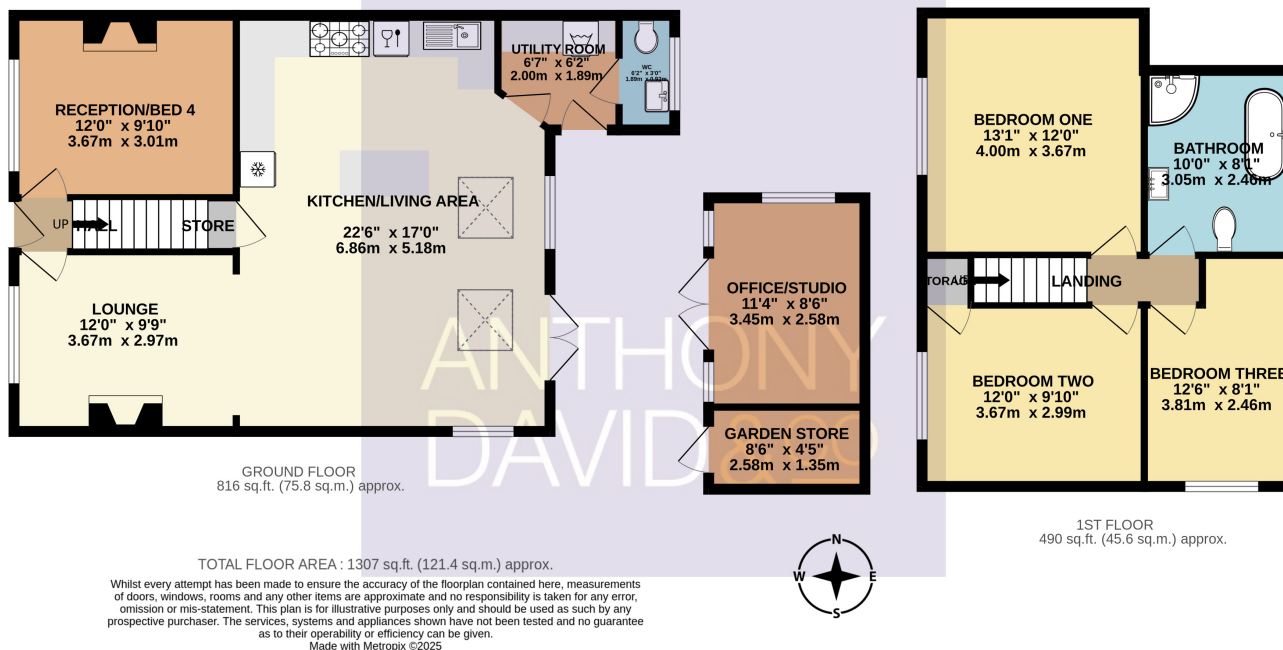 RECEPTION/BED 4
12'0" x 9'10"
3.67m x 3.01m
UP
HALL
STORE
LOUNGE
12'0" x 9'9"
3.67m x 2.97m
KITCHEN/LIVING AREA
22'6" x 17'0"
6.86m x 5.18m
UTILITY ROOM
6'7" x 6'2"
2.00m x 1.89m
WC
6'2" x 3'0"
1.89m x 0.92m
OFFICE/STUDIO
11'4" x 8'6"
3.45m x 2.58m
GARDEN STORE
8'6" x 4'5"
2.58m x 1.35m
BEDROOM ONE
13'1" x 12'0"
4.00m x 3.67m
BATHROOM
10'0" x 8'1"
3.05m x 2.46m
LANDING
BEDROOM TWO
12'0" x 9'10"
3.67m x 2.99m
BEDROOM THREE
12'6" x 8'1"
3.81m x 2.46m
ANTHONY
DAVID & CO
GROUND FLOOR
816 sq.ft. (75.8 sq.m.) approx.
1ST FLOOR
490 sq.ft. (45.6 sq.m.) approx.
N
W E
S
TOTAL FLOOR AREA : 1307 sq.ft. (121.4 sq.m.) approx.
Whilst every attempt has been made to ensure the accuracy of the floorplan contained here, measurements
of doors, windows, rooms and any other items are approximate and no responsibility is taken for any error,
omission or mis-statement. This plan is for illustrative purposes only and should be used as such by any
prospective purchaser. The services, systems and appliances shown have not been tested and no guarantee
as to their operability or efficiency can be given.
Made with Metropix ©2025